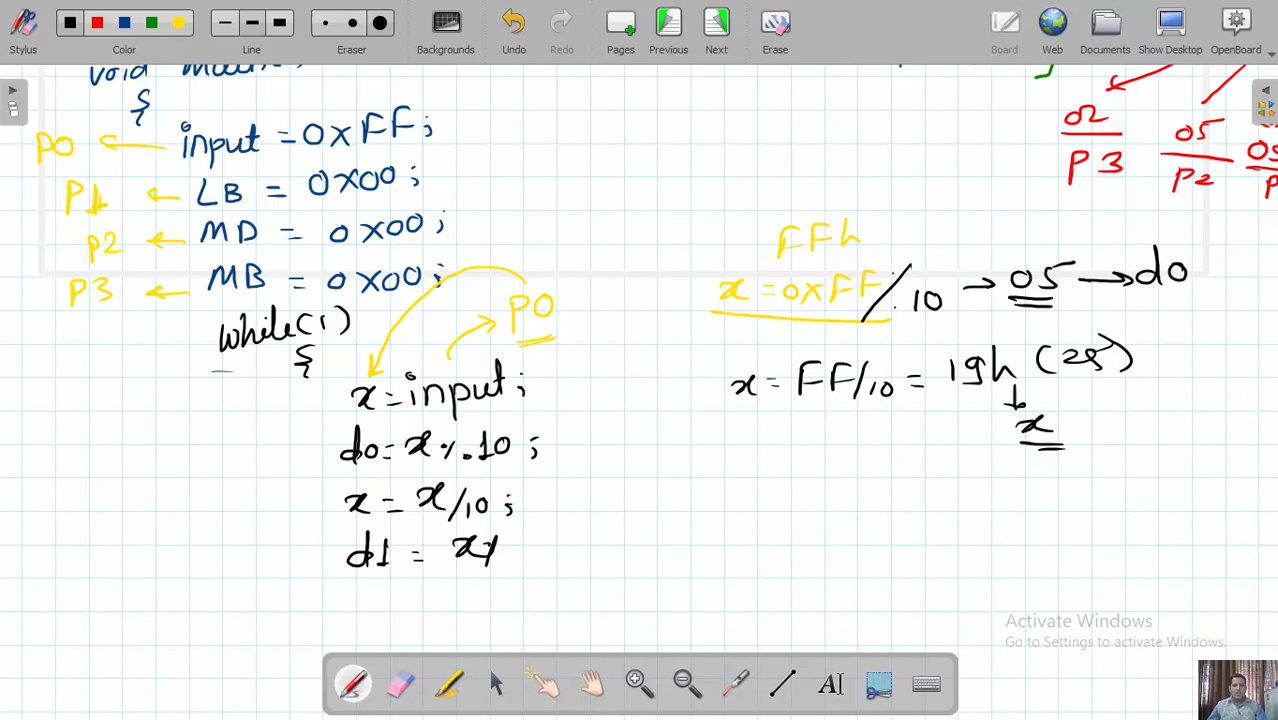 Stylus Color Line Eraser Backgrounds Undo Redo Pages Previous Next Erase Board Web Documents Show Desktop OpenBoard
void main
{
P0 ← input = 0XFF;
P1 ← LB = 0X00;
P2 ← MD = 0X00;
P3 ← MB = 0X00;
while(1)
{
P0
x=input;
d0=x%10;
x = x/10;
d1 = x%
02
P3
05
P2
05
P
FFh
x=0xFF/10 → 05 → d0
x= FF/10 = 19h (25)
x
Activate Windows
Go to Settings to activate Windows.